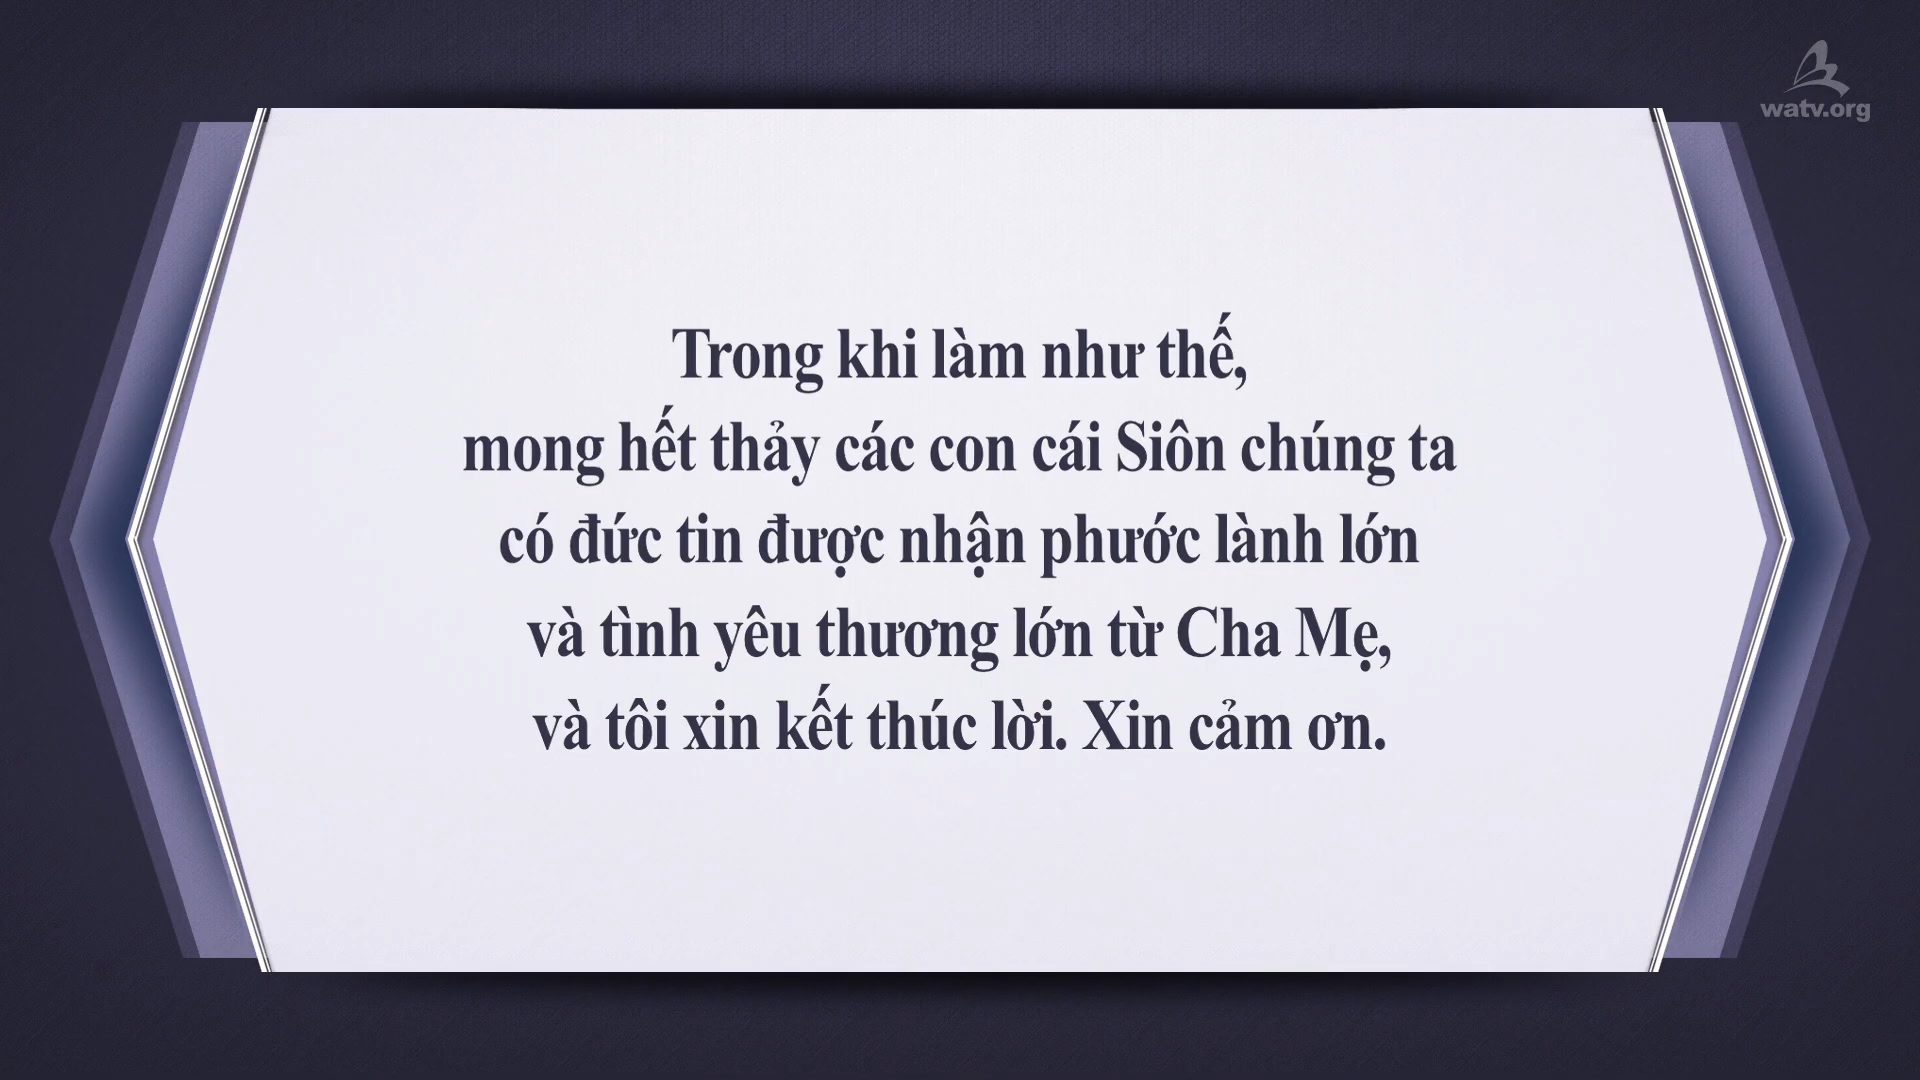 watv.org
Trong khi làm như thế,
mong hết thảy các con cái Siôn chúng ta
có đức tin được nhận phước lành lớn
và tình yêu thương lớn từ Cha Mẹ,
và tôi xin kết thúc lời. Xin cảm ơn.